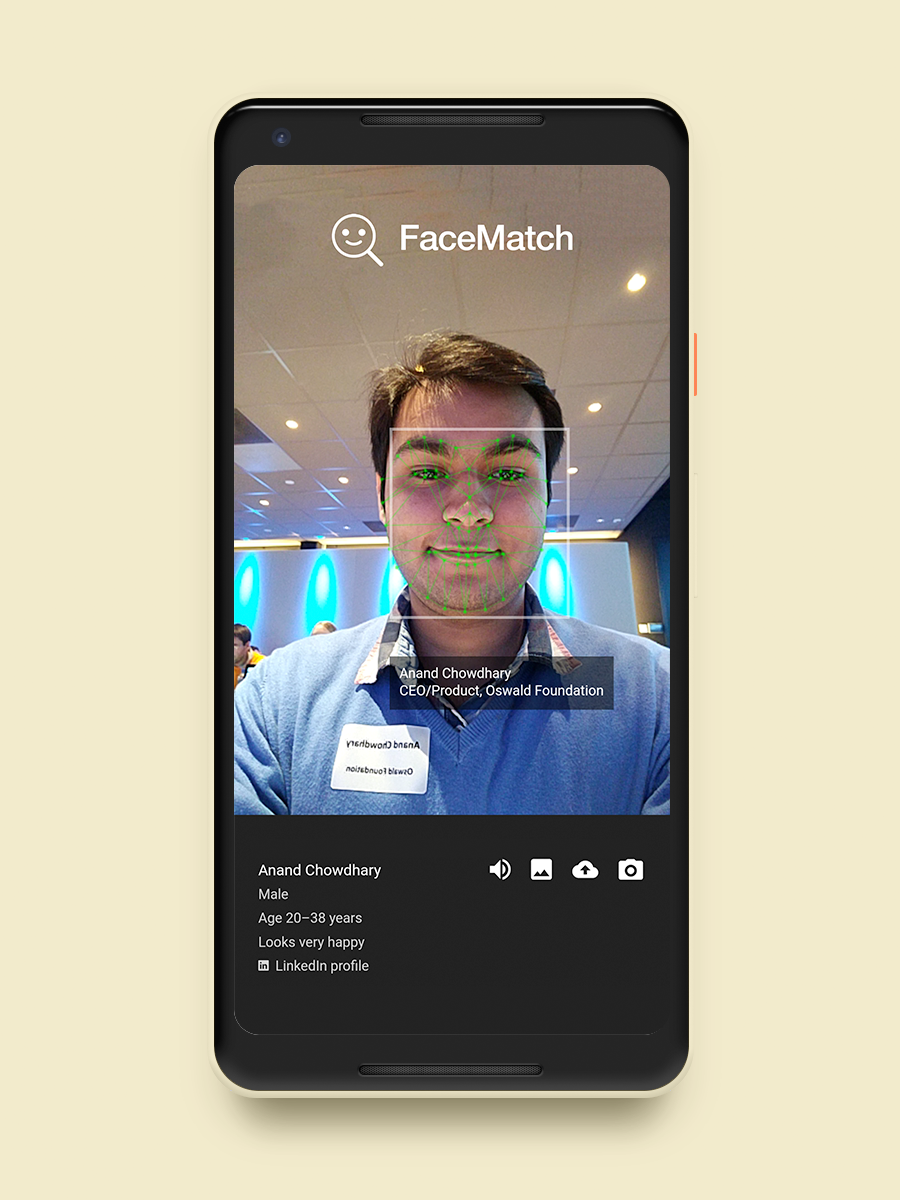 FaceMatch
Anand Chowdhary
CEO/Product, Oswald Foundation
Anand Chowdhary
Oswald Foundation
Anand Chowdhary
Male
Age 20–38 years
Looks very happy
in LinkedIn profile